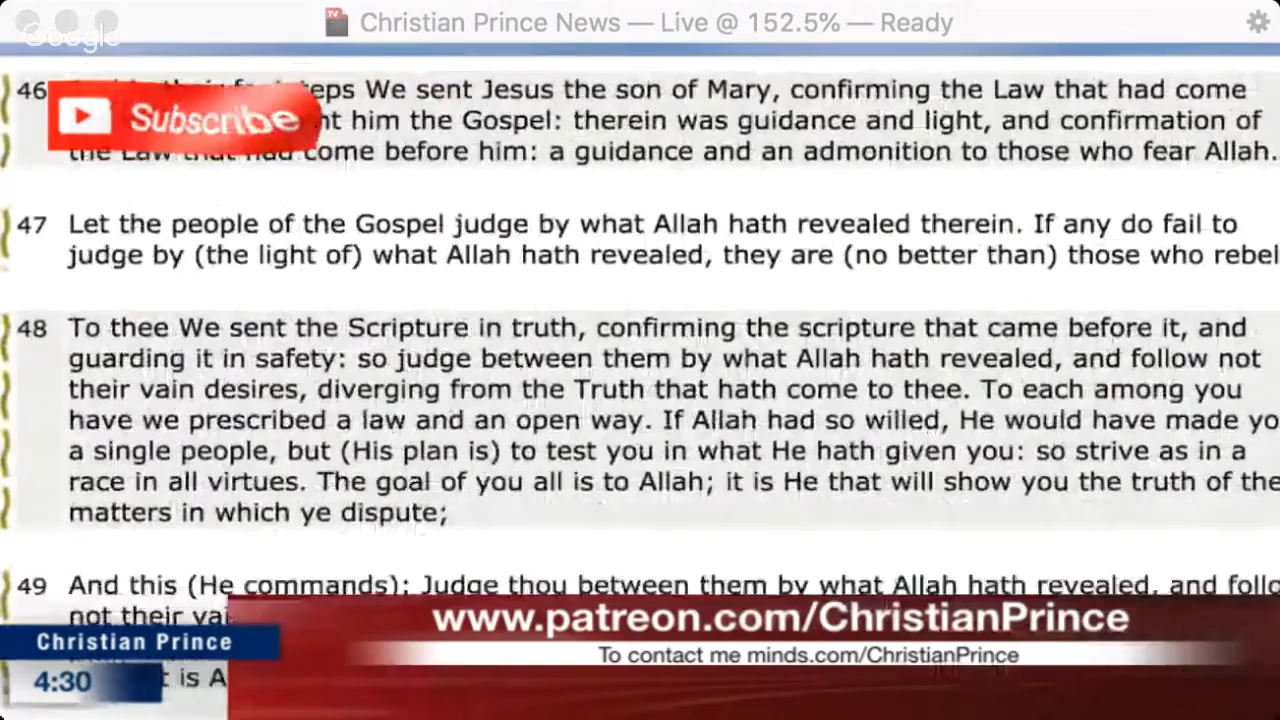 Christian Prince News — Live @ 152.5% — Ready
Google
46 steps We sent Jesus the son of Mary, confirming the Law that had come
Subscribe
him the Gospel: therein was guidance and light, and confirmation of
the Law that had come before him: a guidance and an admonition to those who fear Allah.
47 Let the people of the Gospel judge by what Allah hath revealed therein. If any do fail to
judge by (the light of) what Allah hath revealed, they are (no better than) those who rebel
48 To thee We sent the Scripture in truth, confirming the scripture that came before it, and
guarding it in safety: so judge between them by what Allah hath revealed, and follow not
their vain desires, diverging from the Truth that hath come to thee. To each among you
have we prescribed a law and an open way. If Allah had so willed, He would have made yo
a single people, but (His plan is) to test you in what He hath given you: so strive as in a
race in all virtues. The goal of you all is to Allah; it is He that will show you the truth of the
matters in which ye dispute;
49 And this (He commands): Judge thou between them by what Allah hath revealed, and follo
not their vai
www.patreon.com/ChristianPrince
Christian Prince
To contact me minds.com/ChristianPrince
4:30
is A